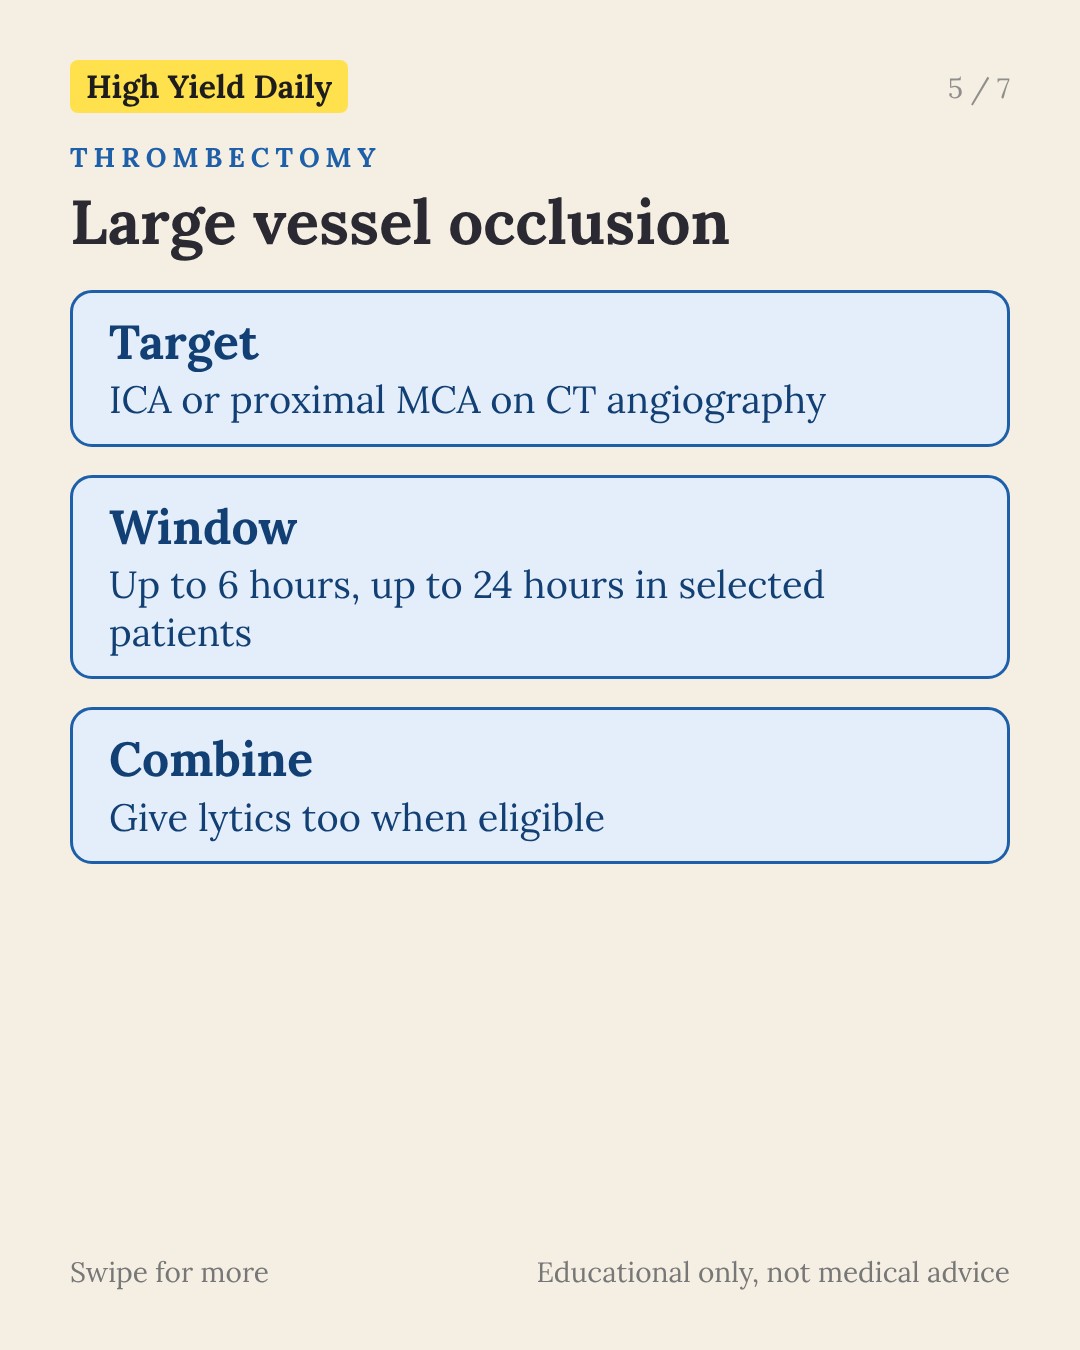 High Yield Daily
5 / 7
THROMBECTOMY
Large vessel occlusion
Target
ICA or proximal MCA on CT angiography
Window
Up to 6 hours, up to 24 hours in selected
patients
Combine
Give lytics too when eligible
Swipe for more
Educational only, not medical advice